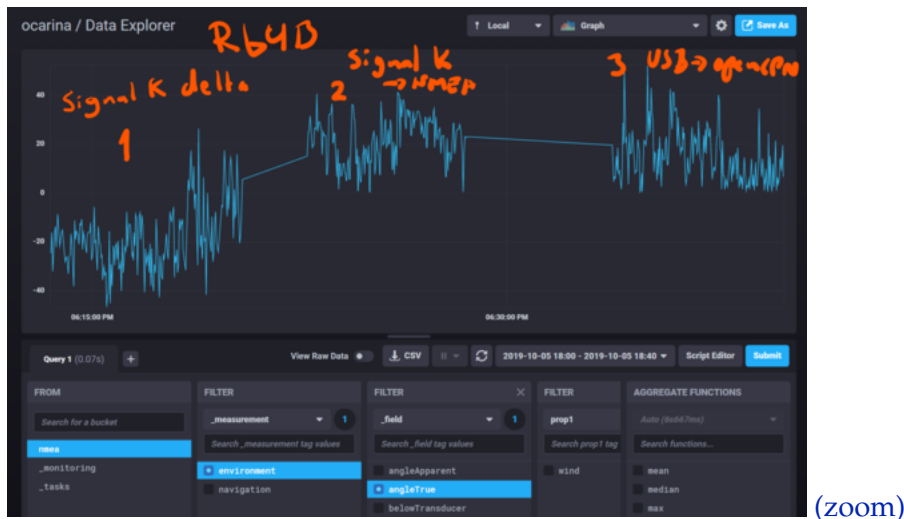 ocarina / Data Explorer
Local
Graph
Save As
Rb4B
Signal K delta
1
Signal K
→ NMEA
2
3 USB → openCPN
40
20
0
-20
-40
06:15:00 PM
06:30:00 PM
Query 1 (0.07s)
+
View Raw Data
CSV
2019-10-05 18:00 - 2019-10-05 18:40
Script Editor
Submit
FROM
Search for a bucket
nmea
_monitoring
_tasks
FILTER
_measurement
1
Search _measurement tag values
environment
navigation
FILTER
_field
1
Search _field tag values
angleApparent
angleTrue
belowTransducer
FILTER
prop1
Search prop1 tag
wind
AGGREGATE FUNCTIONS
Auto (6s667ms)
Search functions...
mean
median
max
(zoom)